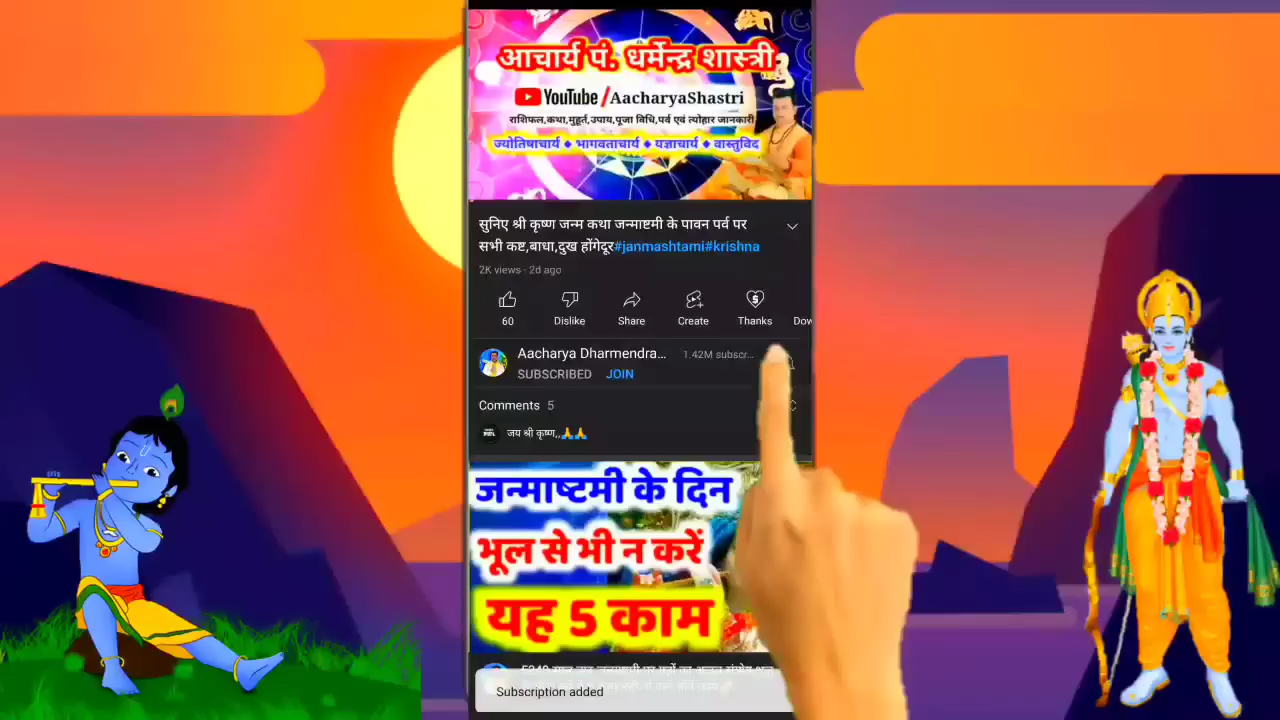 आचार्य पं. धर्मेन्द्र शास्त्री
YouTube /AacharyaShastri
राशिफल,कथा,मुहूर्त,उपाय,पूजा विधि,पर्व एवं त्योहार जानकारी
ज्योतिषाचार्य ◆ भागवताचार्य ◆ यज्ञाचार्य ◆ वास्तुविद
सुनिए श्री कृष्ण जन्म कथा जन्माष्टमी के पावन पर्व पर
सभी कष्ट,बाधा,दुख होंगेदूर#janmashtami#krishna
2K views · 2d ago
60 Dislike Share Create Thanks Dow
Aacharya Dharmendra... 1.42M subscr...
SUBSCRIBED JOIN
Comments 5
जय श्री कृष्ण,,🙏🙏
जन्माष्टमी के दिन
भूल से भी न करें
यह 5 काम
Subscription added